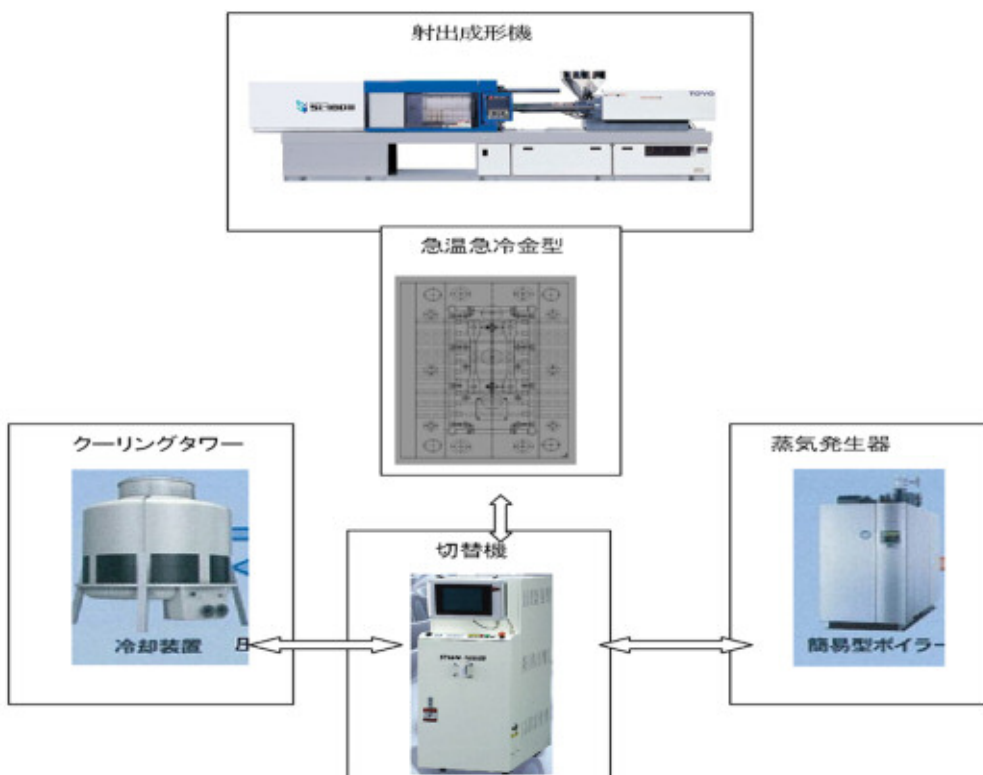 射出成形機
TOYO
急温急冷金型
クーリングタワー
冷却装置
切替機
蒸気発生器
簡易型ボイラー